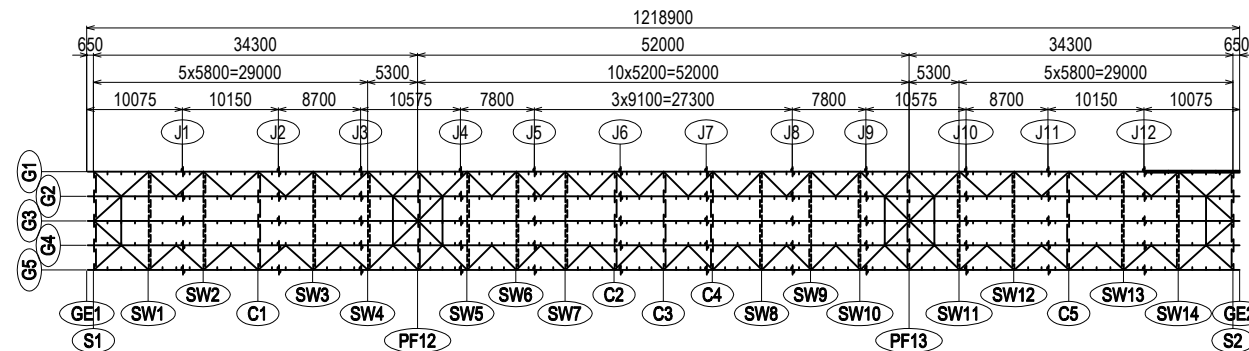 1218900
650 34300 52000 34300 650
5x5800=29000 5300 10x5200=52000 5300 5x5800=29000
10075 10150 8700 10575 7800 3x9100=27300 7800 10575 8700 10150 10075
J1 J2 J3 J4 J5 J6 J7 J8 J9 J10 J11 J12
G1
G2
G3
G4
G5
SW2 SW3 SW6 C2 C4 SW9 SW12 SW13
GE1 SW1 C1 SW4 SW5 SW7 C3 SW8 SW10 SW11 C5 SW14 GE2
S1 PF12 PF13 S2